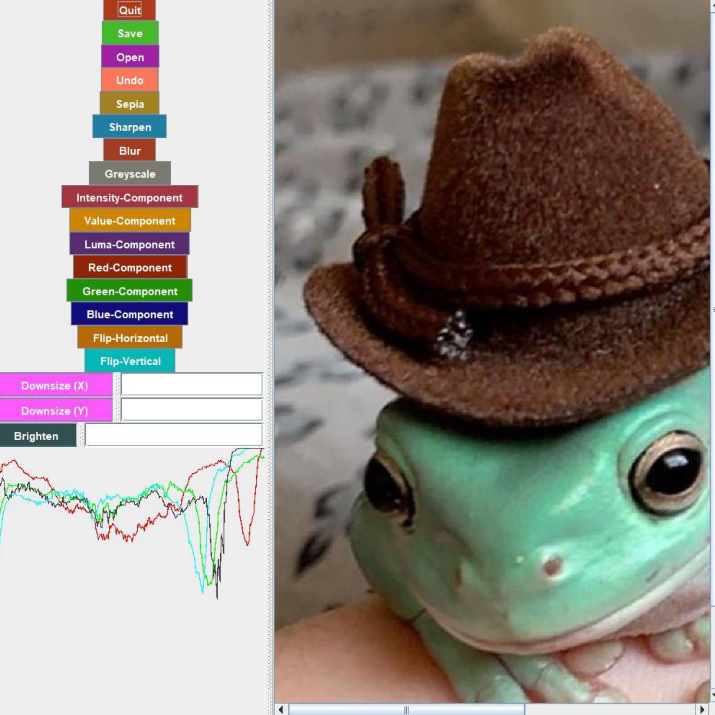 Quit
Save
Open
Undo
Sepia
Sharpen
Blur
Greyscale
Intensity-Component
Value-Component
Luma-Component
Red-Component
Green-Component
Blue-Component
Flip-Horizontal
Flip-Vertical
Downsize (X)
Downsize (Y)
Brighten